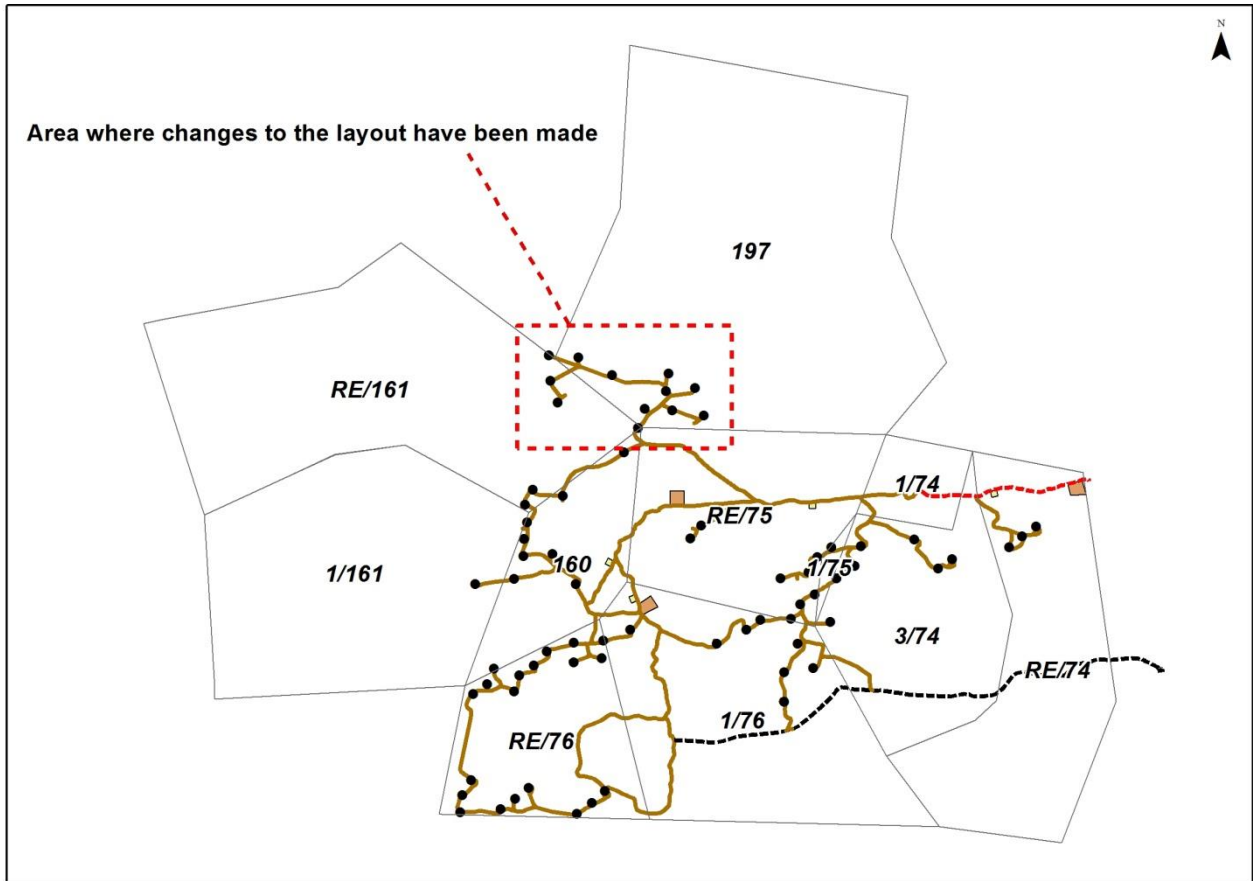 N
Area where changes to the layout have been made
197
RE/161
1/74
RE/75
160
1/75
1/161
3/74
RE/74
1/76
RE/76